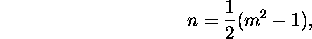 n = \frac{1}{2}(m^2 - 1),